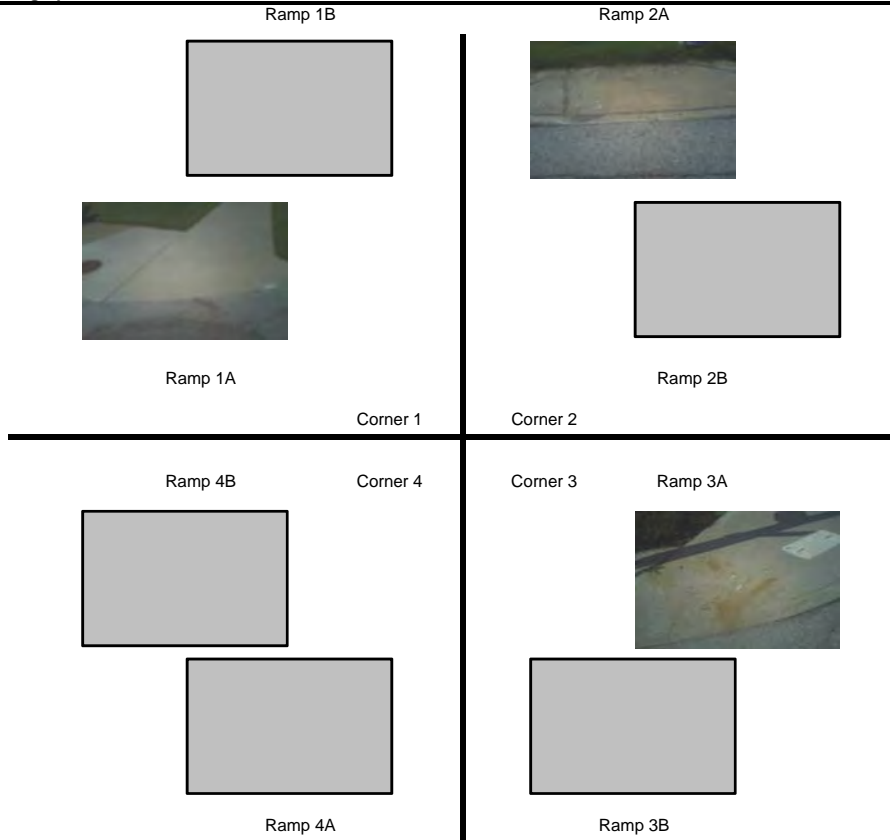 Ramp 1B Ramp 2A
Ramp 1A Ramp 2B
Corner 1 Corner 2
Ramp 4B Corner 4 Corner 3 Ramp 3A
Ramp 4A Ramp 3B